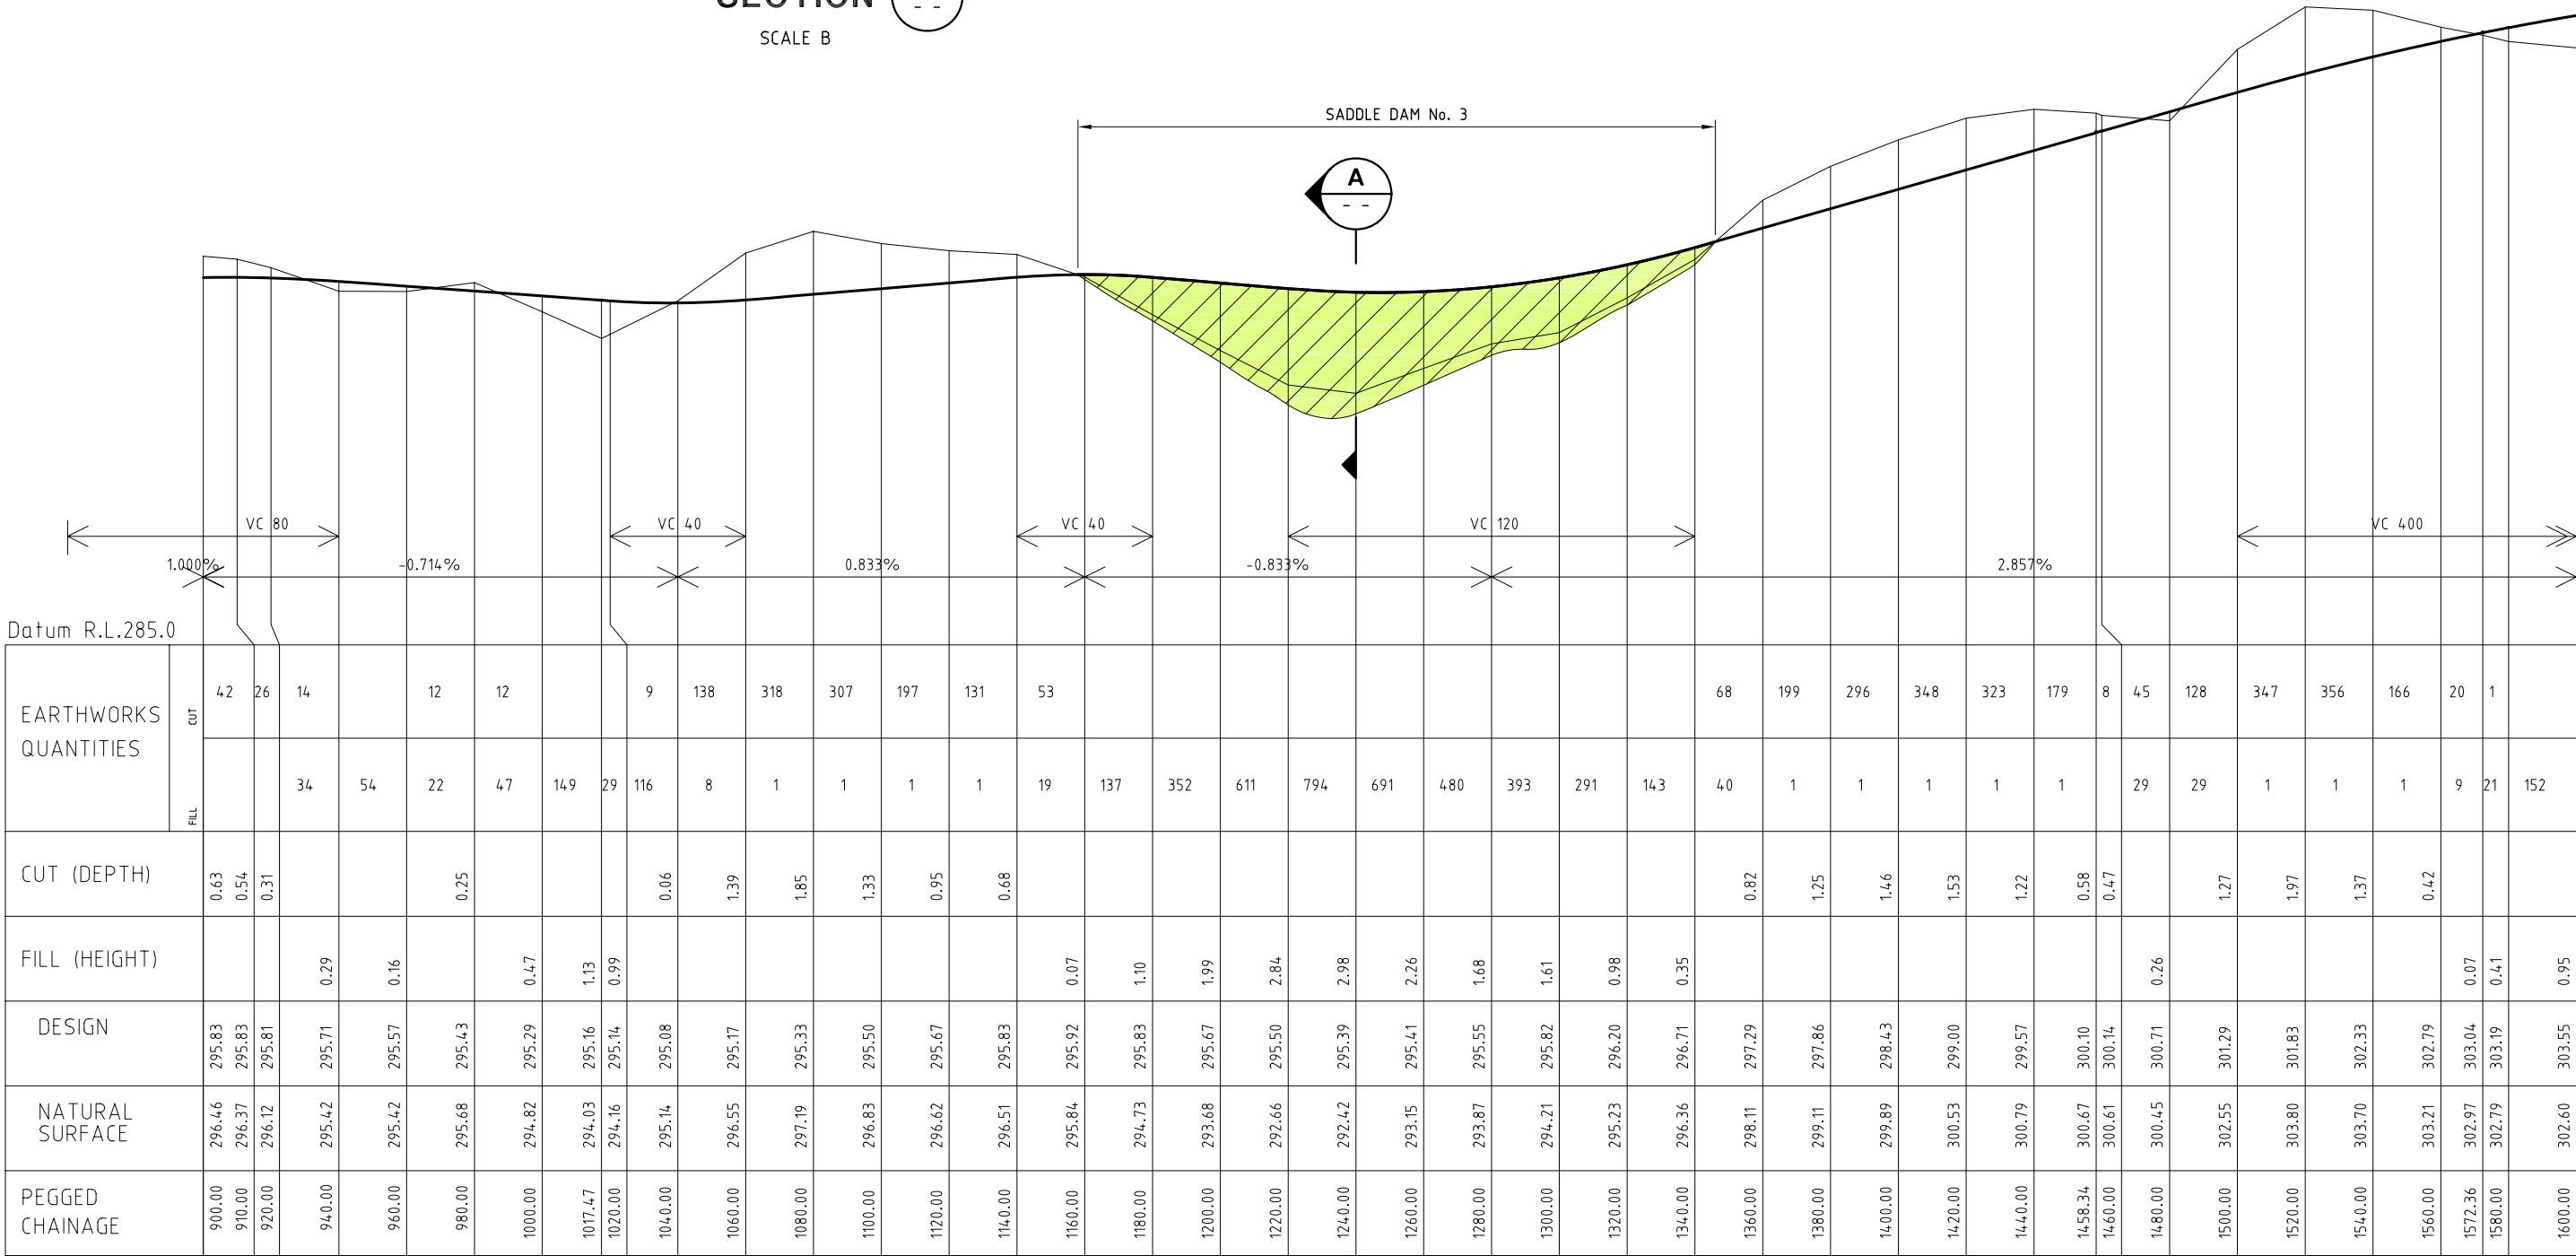 SECTION
- -
SCALE B
SADDLE DAM No. 3
A
- -
VC 80
VC 40
VC 40
VC 120
VC 400
1.000%
-0.714%
0.833%
-0.833%
2.857%
Datum R.L.285.0
EARTHWORKS QUANTITIES
CUT
42 26 14 12 12 9 138 318 307 197 131 53 68 199 296 348 323 179 8 45 128 347 356 166 20 1
FILL
34 54 22 47 149 29 116 8 1 1 1 1 19 137 352 611 794 691 480 393 291 143 40 1 1 1 1 1 29 29 1 1 1 9 21 152
CUT (DEPTH)
0.63 0.54 0.31 0.25 0.06 1.39 1.85 1.33 0.95 0.68 0.82 1.25 1.46 1.53 1.22 0.58 0.47 1.27 1.97 1.37 0.42
FILL (HEIGHT)
0.29 0.16 0.47 1.13 0.99 0.07 1.10 1.99 2.84 2.98 2.26 1.68 1.61 0.98 0.35 0.26 0.07 0.41 0.95
DESIGN
295.83 295.83 295.81 295.71 295.57 295.43 295.29 295.16 295.14 295.08 295.17 295.33 295.50 295.67 295.83 295.92 295.83 295.67 295.50 295.39 295.41 295.55 295.82 296.20 296.71 297.29 297.86 298.43 299.00 299.57 300.10 300.14 300.71 301.29 301.83 302.33 302.79 303.04 303.19 303.55
NATURAL
SURFACE
296.46 296.37 296.12 295.42 295.42 295.68 294.82 294.03 294.16 295.14 296.55 297.19 296.83 296.62 296.51 295.84 294.73 293.68 292.66 292.42 293.15 293.87 294.21 295.23 296.36 298.11 299.11 299.89 300.53 300.79 300.67 300.61 300.45 302.55 303.80 303.70 303.21 302.97 302.79 302.60
PEGGED
CHAINAGE
900.00 910.00 920.00 940.00 960.00 980.00 1000.00 1017.47 1020.00 1040.00 1060.00 1080.00 1100.00 1120.00 1140.00 1160.00 1180.00 1200.00 1220.00 1240.00 1260.00 1280.00 1300.00 1320.00 1340.00 1360.00 1380.00 1400.00 1420.00 1440.00 1458.34 1460.00 1480.00 1500.00 1520.00 1540.00 1560.00 1572.36 1580.00 1600.00